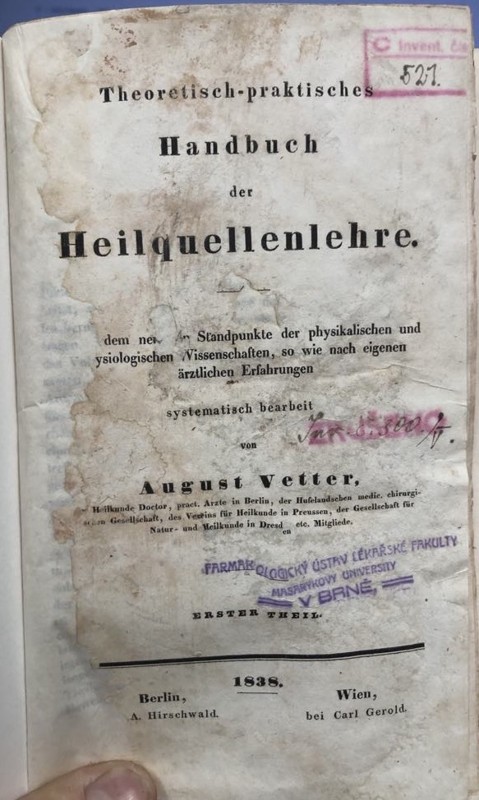 C Invent. čís.
521.
Theoretisch-praktisches
Handbuch
der
Heilquellenlehre.
dem Standpunkte der physikalischen und
ysiologischen Wissenschaften, so wie nach eigenen
ärztlichen Erfahrungen
systematisch bearbeit
von
August Vetter,
Heilkunde Doctor, pract. Arzte in Berlin, der Hufelandschen medic. chirurgi-
schen Gesellschaft, des Vereins für Heilkunde in Preussen, der Gesellschaft für
Natur- und Heilkunde in Dresden etc. Mitgliede.
FARMAKOLOGICKÝ ÚSTAV LÉKAŘSKÉ FAKULTY
MASARYKOVY UNIVERSITY
V BRNĚ,
ERSTER THEIL.
1838.
Berlin,
A. Hirschwald.
Wien,
bei Carl Gerold.